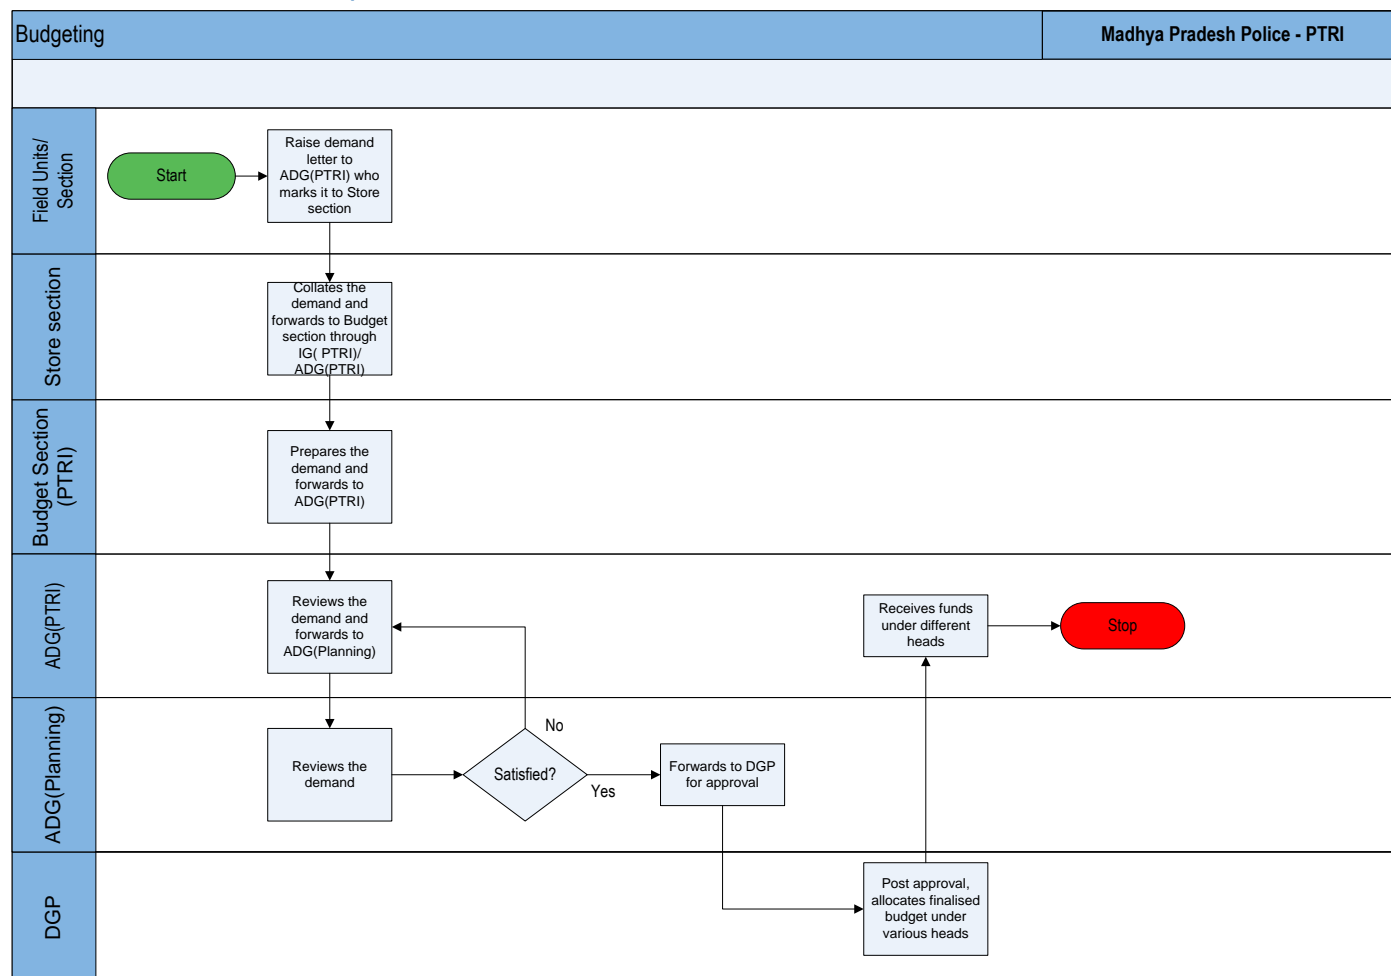 Budgeting
Madhya Pradesh Police - PTRI
Field Units/
Section
Start
Raise demand
letter to
ADG(PTRI) who
marks it to Store
section
Store section
Collates the
demand and
forwards to Budget
section through
IG( PTRI)/
ADG(PTRI)
Budget Section
(PTRI)
Prepares the
demand and
forwards to
ADG(PTRI)
ADG(PTRI)
Reviews the
demand and
forwards to
ADG(Planning)
Receives funds
under different
heads
Stop
ADG(Planning)
Reviews the
demand
Satisfied?
No
Yes
Forwards to DGP
for approval
DGP
Post approval,
allocates finalised
budget under
various heads